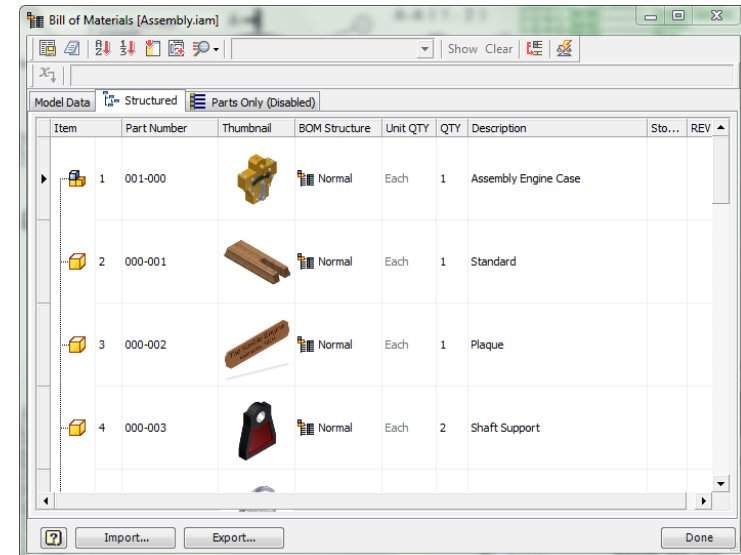 Bill of Materials [Assembly.iam]
Show Clear
Model Data Structured Parts Only (Disabled)
Item Part Number Thumbnail BOM Structure Unit QTY QTY Description Sto... REV
1 001-000 Normal Each 1 Assembly Engine Case
2 000-001 Normal Each 1 Standard
3 000-002 Normal Each 1 Plaque
4 000-003 Normal Each 2 Shaft Support
Import... Export... Done